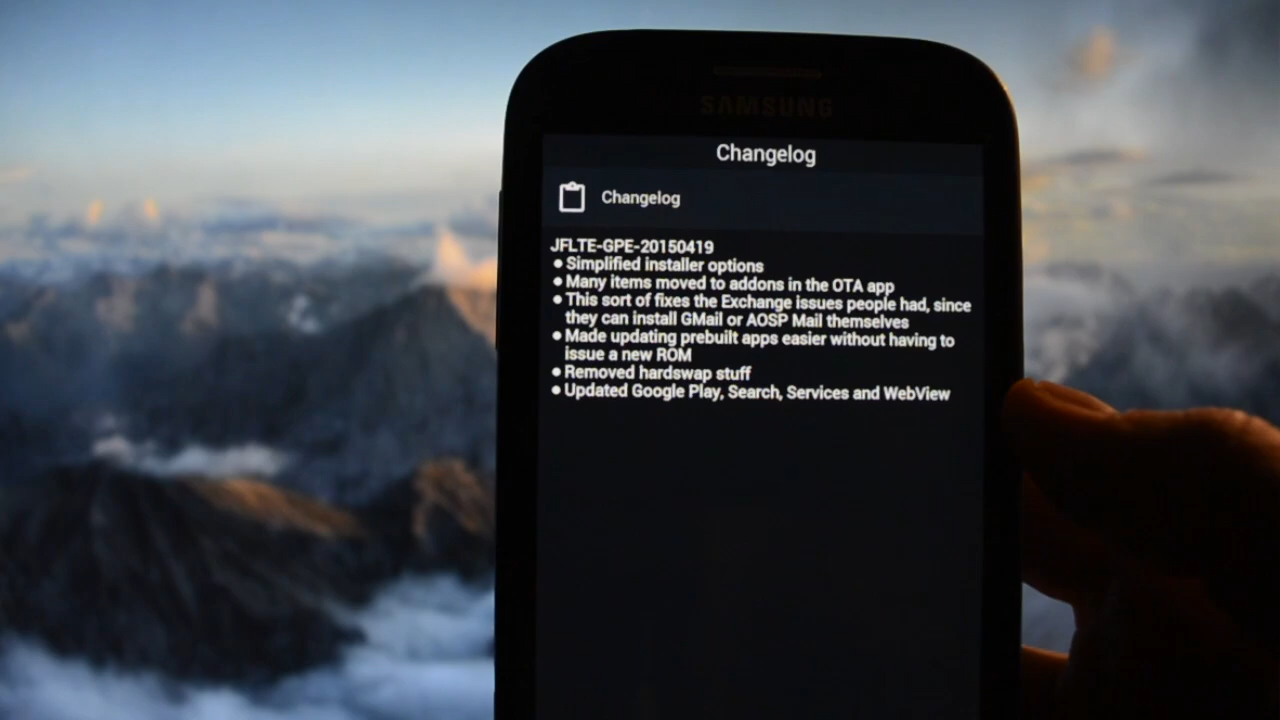 SAMSUNG
Changelog
Changelog
JFLTE-GPE-20150419
● Simplified installer options
● Many items moved to addons in the OTA app
● This sort of fixes the Exchange issues people had, since
they can install GMail or AOSP Mail themselves
● Made updating prebuilt apps easier without having to
issue a new ROM
● Removed hardswap stuff
● Updated Google Play, Search, Services and WebView